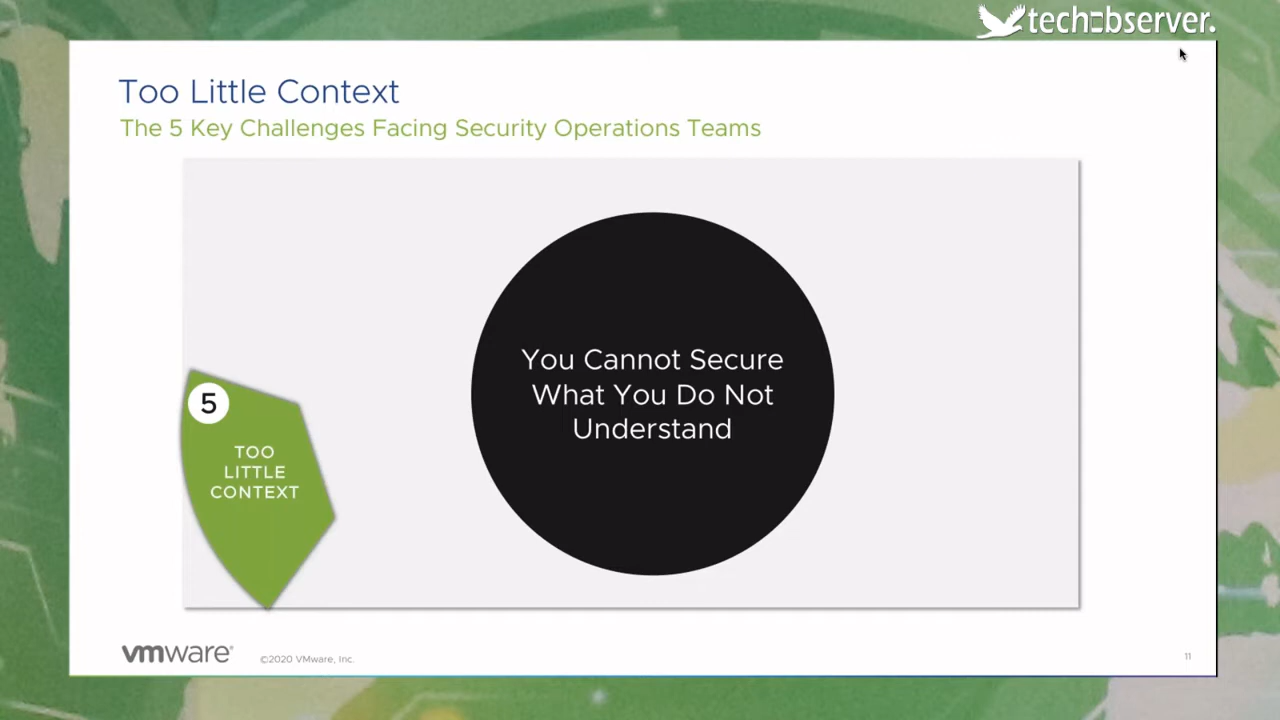 techobserver.
Too Little Context
The 5 Key Challenges Facing Security Operations Teams
You Cannot Secure
What You Do Not
Understand
5
TOO
LITTLE
CONTEXT
vmware®
©2020 VMware, Inc.
11